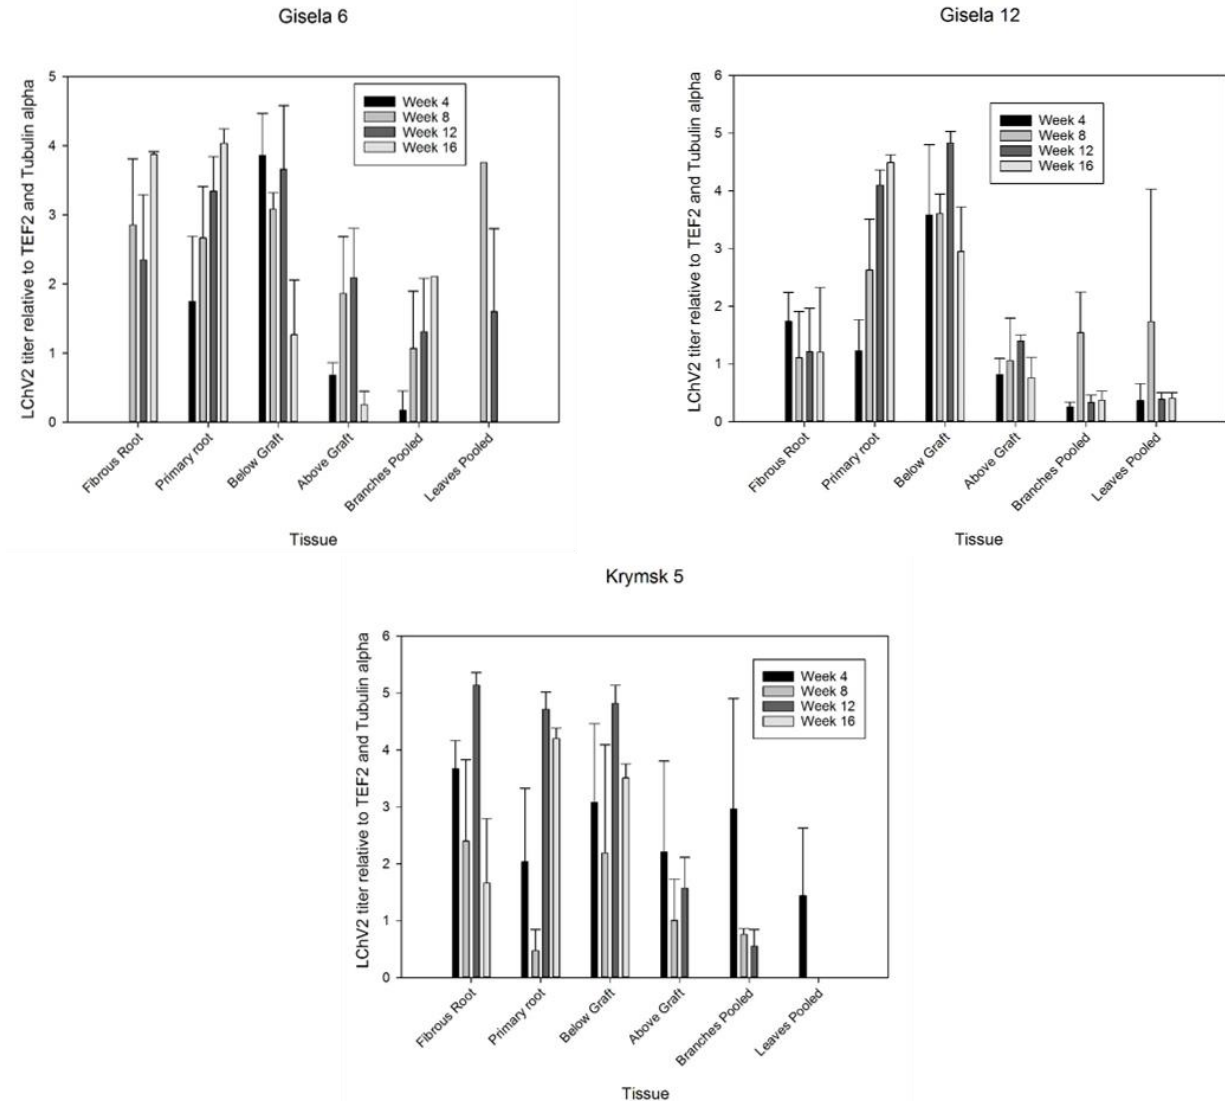 Gisela 6
LChV2 titer relative to TEF2 and Tubulin alpha
5
4
3
2
1
0
Week 4
Week 8
Week 12
Week 16
Fibrous Root
Primary root
Below Graft
Above Graft
Branches Pooled
Leaves Pooled
Tissue
Gisela 12
LChV2 titer relative to TEF2 and Tubulin alpha
6
5
4
3
2
1
0
Week 4
Week 8
Week 12
Week 16
Fibrous Root
Primary root
Below Graft
Above Graft
Branches Pooled
Leaves Pooled
Tissue
Krymsk 5
LChV2 titer relative to TEF2 and Tubulin alpha
6
5
4
3
2
1
0
Week 4
Week 8
Week 12
Week 16
Fibrous Root
Primary root
Below Graft
Above Graft
Branches Pooled
Leaves Pooled
Tissue